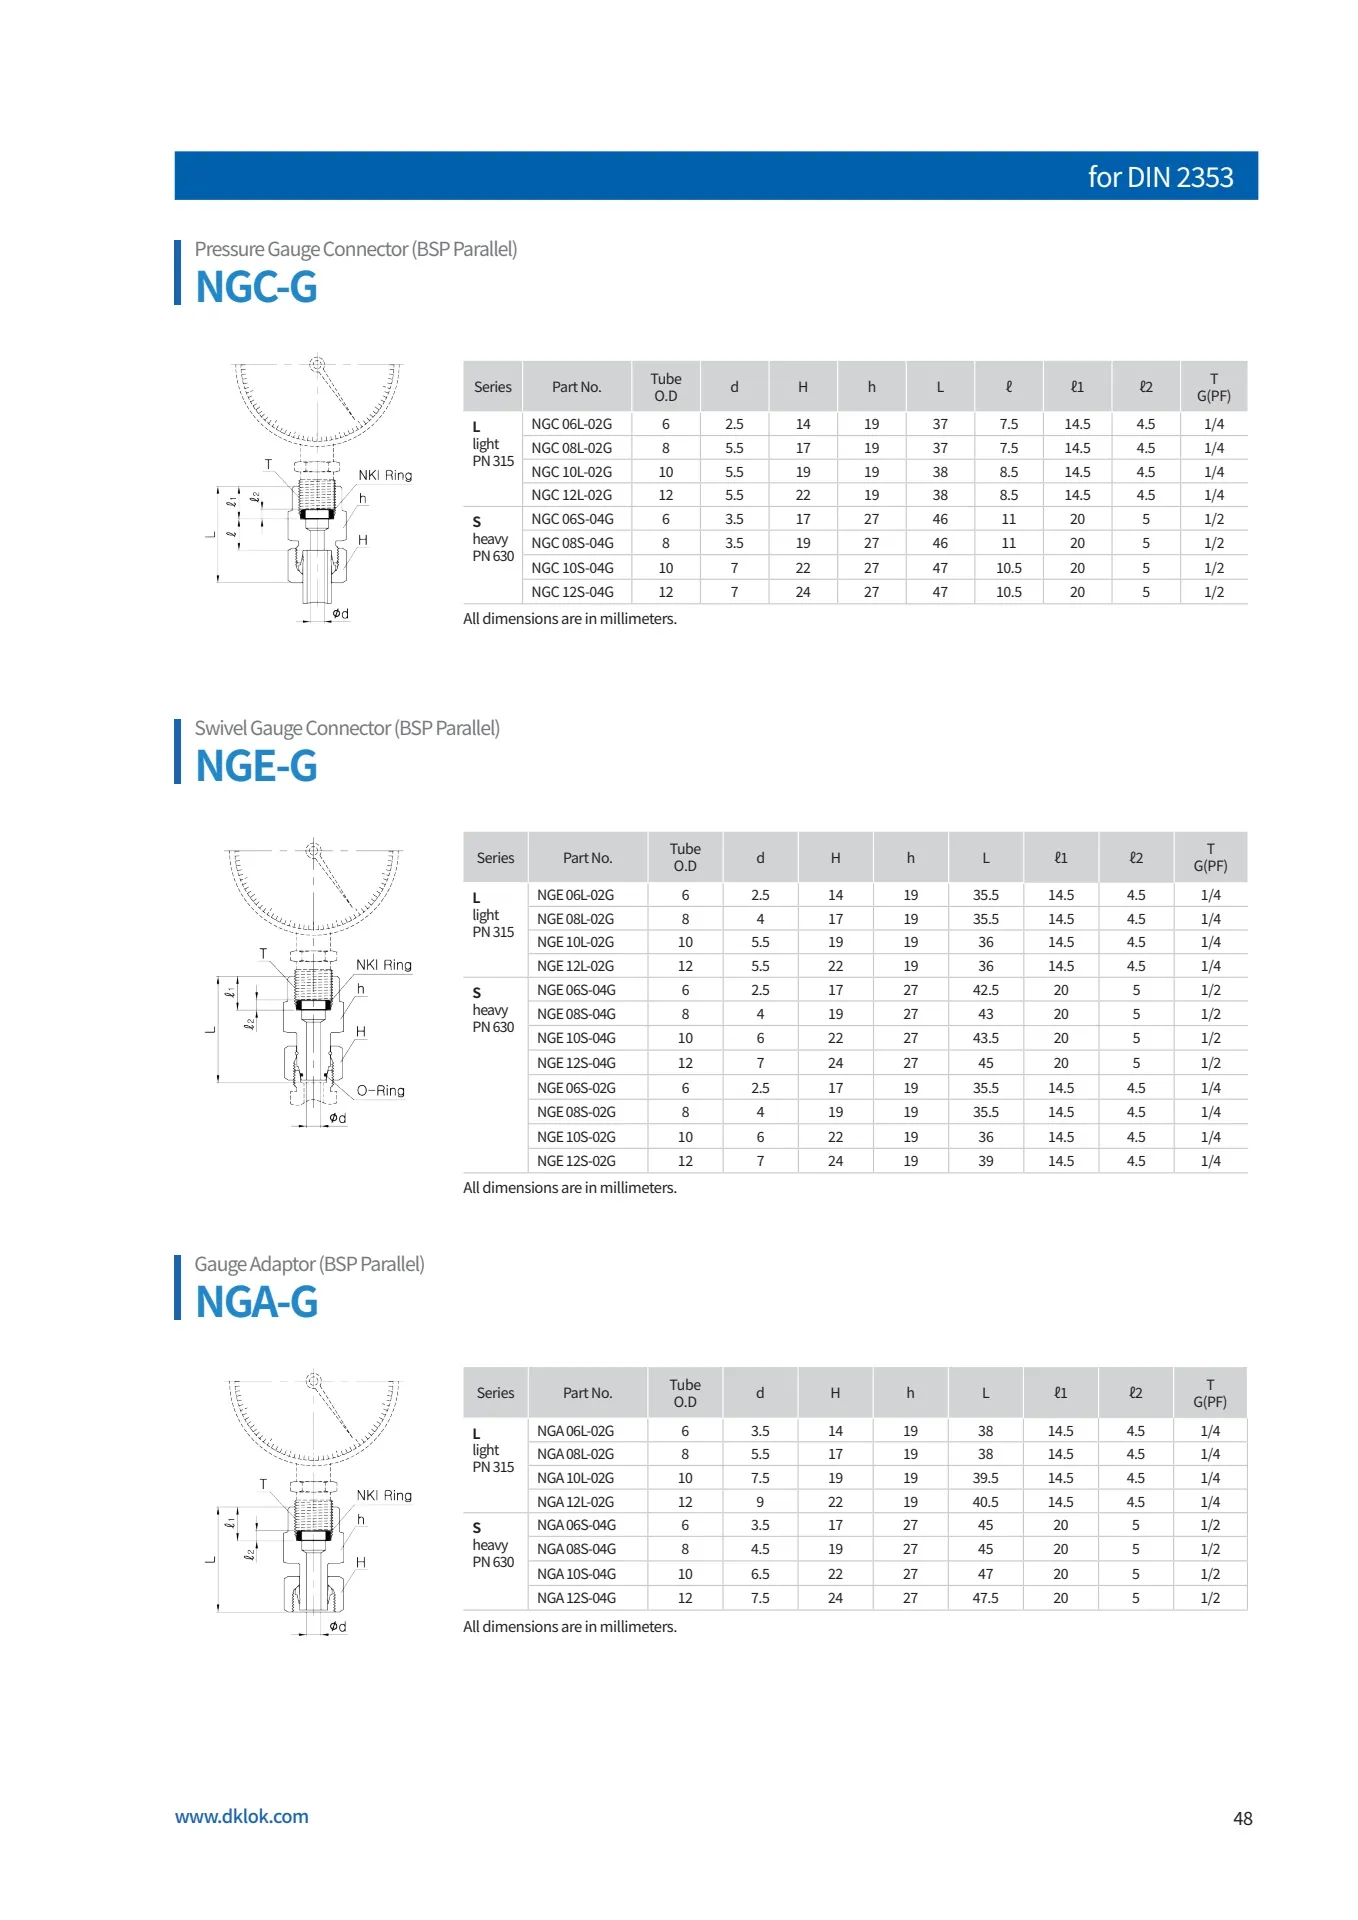 for DIN 2353
Pressure Gauge Connector (BSP Parallel)
NGC-G
T
NKI Ring
ℓ1
ℓ2
h
L
ℓ
H
ød
Series Part No. Tube O.D d H h L ℓ ℓ1 ℓ2 T G(PF)
L light PN 315
NGC 06L-02G 6 2.5 14 19 37 7.5 14.5 4.5 1/4
NGC 08L-02G 8 5.5 17 19 37 7.5 14.5 4.5 1/4
NGC 10L-02G 10 5.5 19 19 38 8.5 14.5 4.5 1/4
NGC 12L-02G 12 5.5 22 19 38 8.5 14.5 4.5 1/4
S heavy PN 630
NGC 06S-04G 6 3.5 17 27 46 11 20 5 1/2
NGC 08S-04G 8 3.5 19 27 46 11 20 5 1/2
NGC 10S-04G 10 7 22 27 47 10.5 20 5 1/2
NGC 12S-04G 12 7 24 27 47 10.5 20 5 1/2
All dimensions are in millimeters.
Swivel Gauge Connector (BSP Parallel)
NGE-G
T
NKI Ring
ℓ1
h
ℓ2
L
H
O-Ring
ød
Series Part No. Tube O.D d H h L ℓ1 ℓ2 T G(PF)
L light PN 315
NGE 06L-02G 6 2.5 14 19 35.5 14.5 4.5 1/4
NGE 08L-02G 8 4 17 19 35.5 14.5 4.5 1/4
NGE 10L-02G 10 5.5 19 19 36 14.5 4.5 1/4
NGE 12L-02G 12 5.5 22 19 36 14.5 4.5 1/4
S heavy PN 630
NGE 06S-04G 6 2.5 17 27 42.5 20 5 1/2
NGE 08S-04G 8 4 19 27 43 20 5 1/2
NGE 10S-04G 10 6 22 27 43.5 20 5 1/2
NGE 12S-04G 12 7 24 27 45 20 5 1/2
NGE 06S-02G 6 2.5 17 19 35.5 14.5 4.5 1/4
NGE 08S-02G 8 4 19 19 35.5 14.5 4.5 1/4
NGE 10S-02G 10 6 22 19 36 14.5 4.5 1/4
NGE 12S-02G 12 7 24 19 39 14.5 4.5 1/4
All dimensions are in millimeters.
Gauge Adaptor (BSP Parallel)
NGA-G
T
NKI Ring
ℓ1
h
ℓ2
L
H
ød
Series Part No. Tube O.D d H h L ℓ1 ℓ2 T G(PF)
L light PN 315
NGA 06L-02G 6 3.5 14 19 38 14.5 4.5 1/4
NGA 08L-02G 8 5.5 17 19 38 14.5 4.5 1/4
NGA 10L-02G 10 7.5 19 19 39.5 14.5 4.5 1/4
NGA 12L-02G 12 9 22 19 40.5 14.5 4.5 1/4
S heavy PN 630
NGA 06S-04G 6 3.5 17 27 45 20 5 1/2
NGA 08S-04G 8 4.5 19 27 45 20 5 1/2
NGA 10S-04G 10 6.5 22 27 47 20 5 1/2
NGA 12S-04G 12 7.5 24 27 47.5 20 5 1/2
All dimensions are in millimeters.
www.dklok.com
48